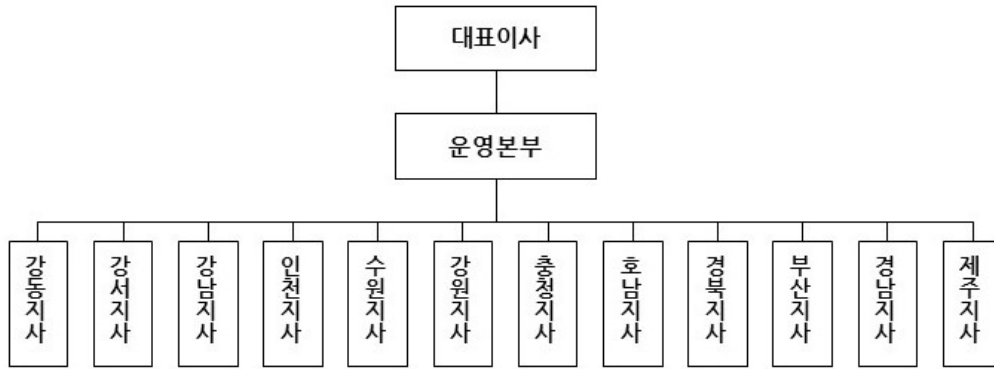 대표이사
운영본부
강동지사
강서지사
강남지사
인천지사
수원지사
강원지사
충청지사
호남지사
경북지사
부산지사
경남지사
제주지사